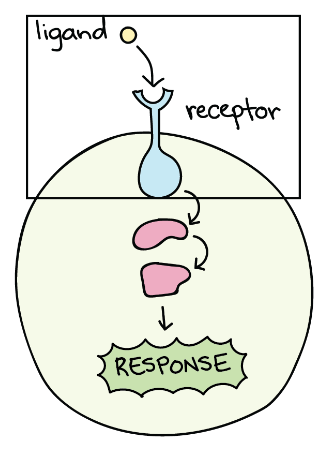 ligand
receptor
RESPONSE